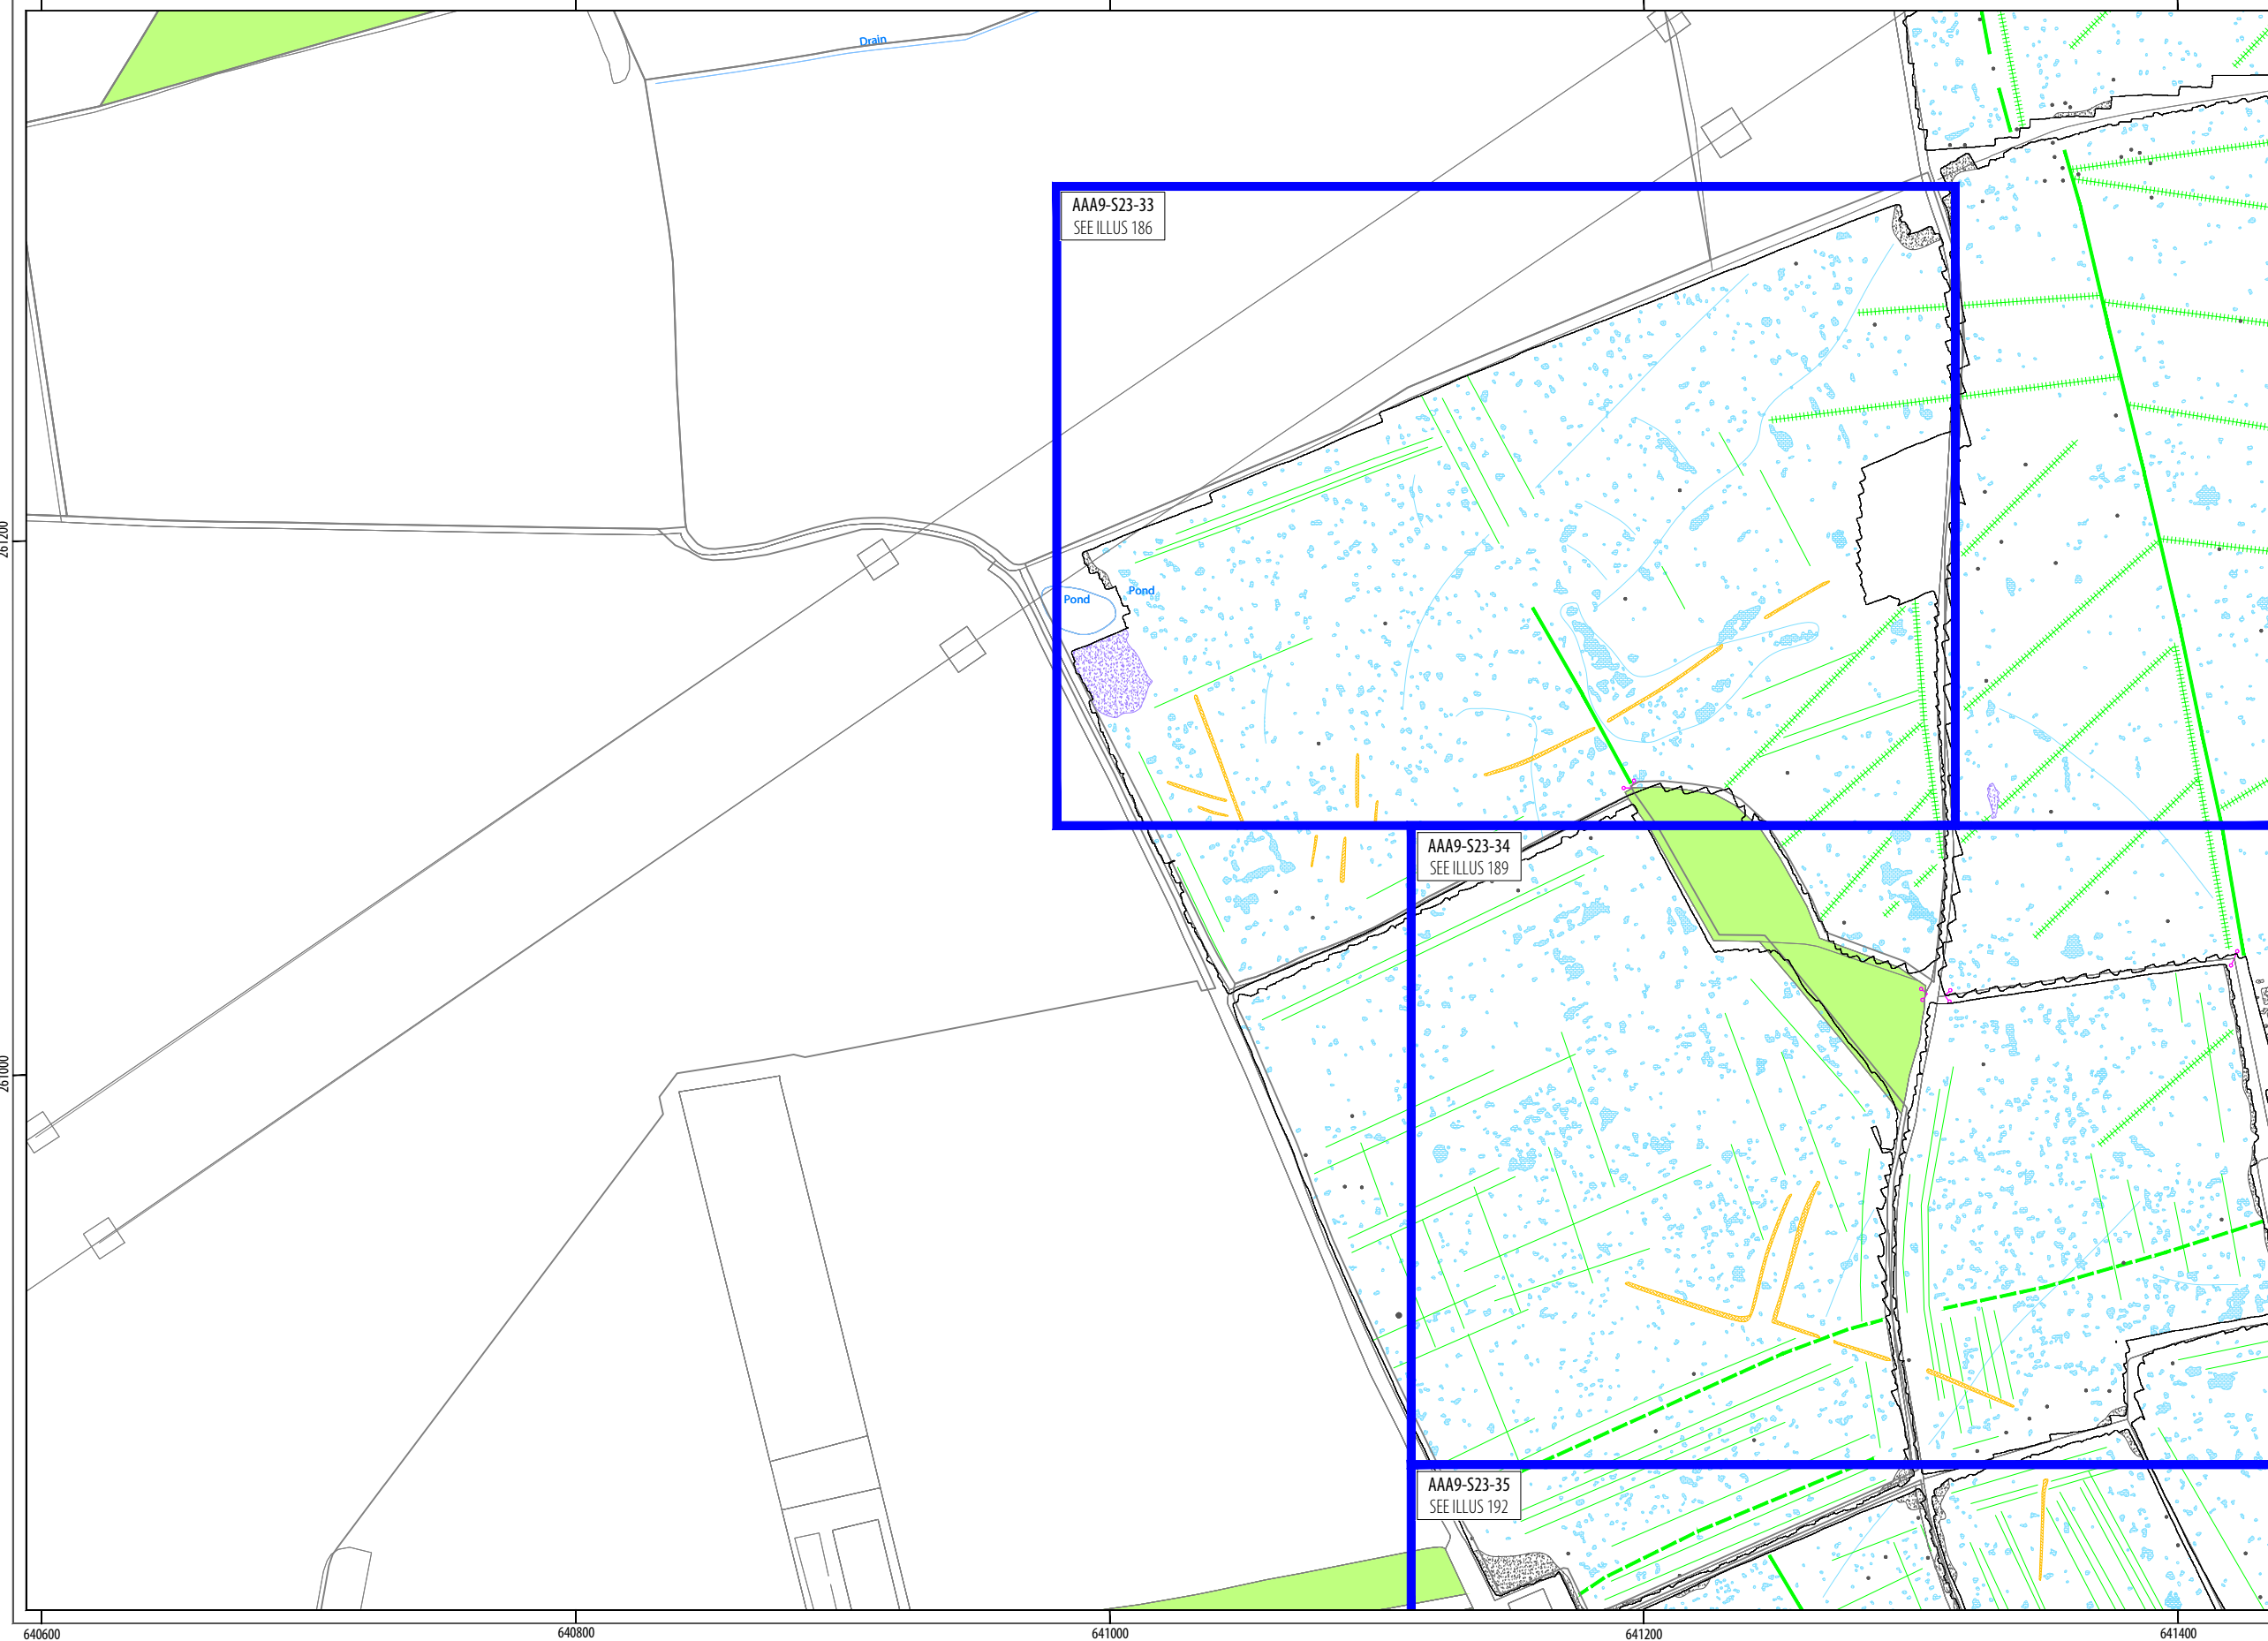 Drain
AAA9-S23-33
SEE ILLUS 186
261200
Pond
Pond
AAA9-S23-34
SEE ILLUS 189
261000
AAA9-S23-35
SEE ILLUS 192
640600
640800
641000
641200
641400